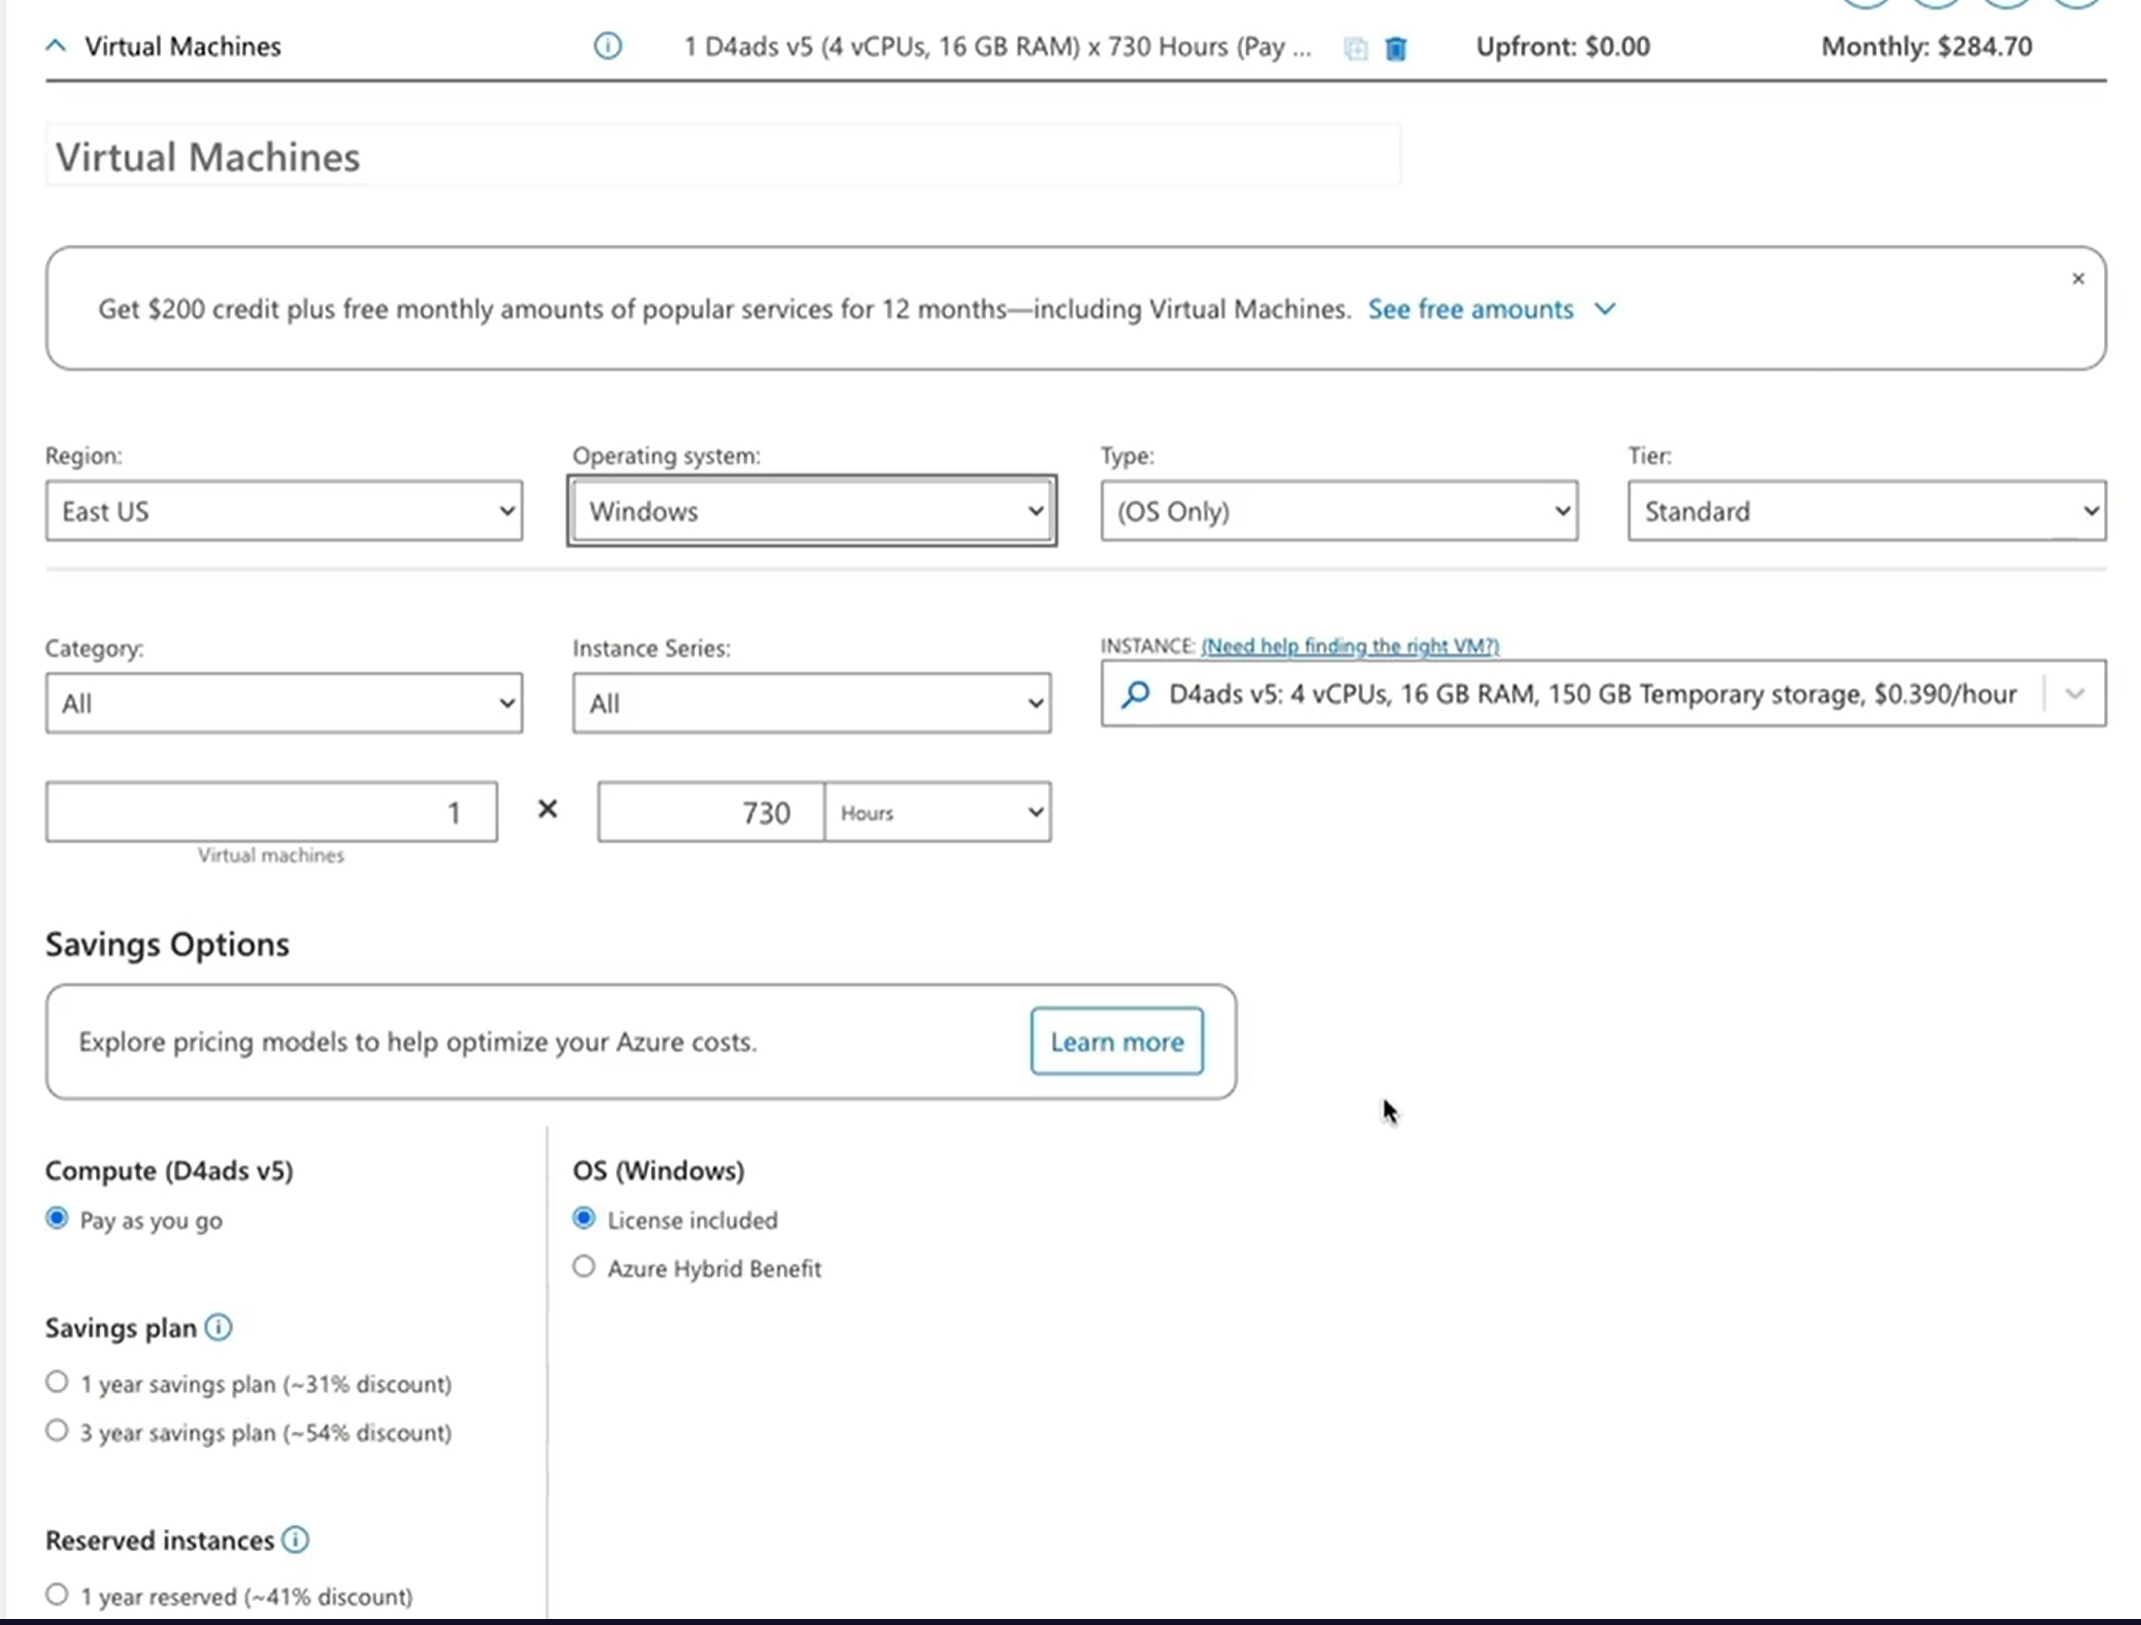 Virtual Machines
1 D4ads v5 (4 vCPUs, 16 GB RAM) x 730 Hours (Pay ...
Upfront: $0.00
Monthly: $284.70
Virtual Machines
Get $200 credit plus free monthly amounts of popular services for 12 months—including Virtual Machines. See free amounts
Region:
Operating system:
Type:
Tier:
East US
Windows
(OS Only)
Standard
Category:
Instance Series:
INSTANCE: (Need help finding the right VM?)
All
All
D4ads v5: 4 vCPUs, 16 GB RAM, 150 GB Temporary storage, $0.390/hour
1
×
730
Hours
Virtual machines
Savings Options
Explore pricing models to help optimize your Azure costs.
Learn more
Compute (D4ads v5)
Pay as you go
Savings plan
1 year savings plan (~31% discount)
3 year savings plan (~54% discount)
Reserved instances
1 year reserved (~41% discount)
OS (Windows)
License included
Azure Hybrid Benefit